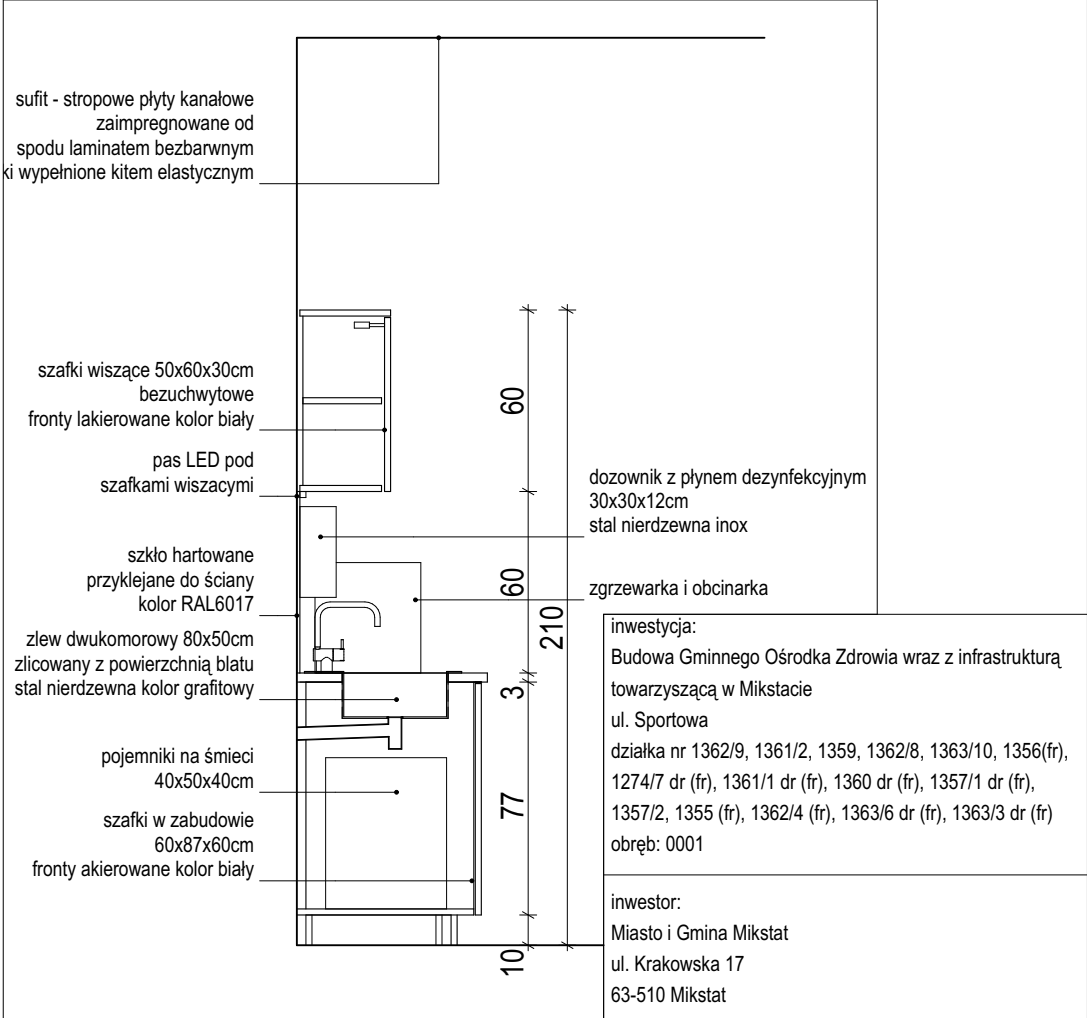 sufit - stropowe płyty kanałowe
zaimpregnowane od
spodu laminatem bezbarwnym
wypełnione kitem elastycznym
szafki wiszące 50x60x30cm
bezuchwytowe
fronty lakierowane kolor biały
pas LED pod
szafkami wiszacymi
szkło hartowane
przyklejane do ściany
kolor RAL6017
zlew dwukomorowy 80x50cm
zlicowany z powierzchnią blatu
stal nierdzewna kolor grafitowy
pojemniki na śmieci
40x50x40cm
szafki w zabudowie
60x87x60cm
fronty akierowane kolor biały
60
60
3
77
10
210
dozownik z płynem dezynfekcyjnym
30x30x12cm
stal nierdzewna inox
zgrzewarka i obcinarka
inwestycja:
Budowa Gminnego Ośrodka Zdrowia wraz z infrastrukturą
towarzyszącą w Mikstacie
ul. Sportowa
działka nr 1362/9, 1361/2, 1359, 1362/8, 1363/10, 1356(fr),
1274/7 dr (fr), 1361/1 dr (fr), 1360 dr (fr), 1357/1 dr (fr),
1357/2, 1355 (fr), 1362/4 (fr), 1363/6 dr (fr), 1363/3 dr (fr)
obręb: 0001
inwestor:
Miasto i Gmina Mikstat
ul. Krakowska 17
63-510 Mikstat